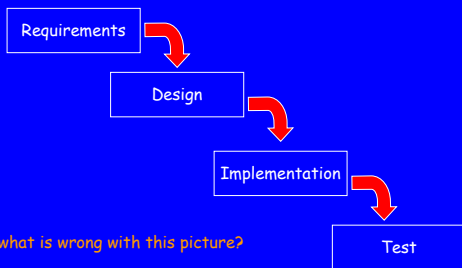 Requirements
Design
Implementation
what is wrong with this picture?
Test